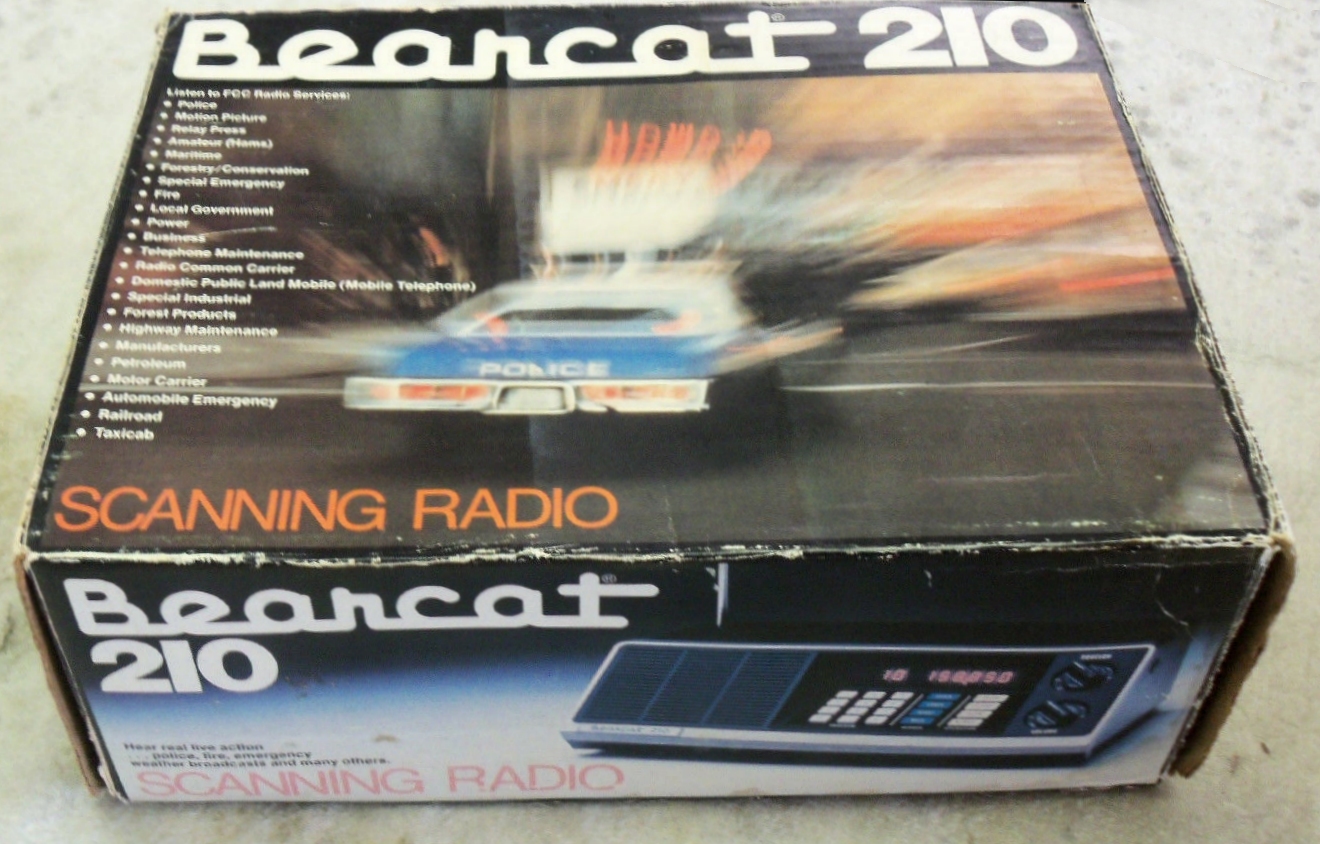 Bearcat® 210
Listen to FCC Radio Services:
• Police
• Motion Picture
• Relay Press
• Amateur (Hams)
• Maritime
• Forestry/Conservation
• Special Emergency
• Fire
• Local Government
• Power
• Business
• Telephone Maintenance
• Radio Common Carrier
• Domestic Public Land Mobile (Mobile Telephone)
• Special Industrial
• Forest Products
• Highway Maintenance
• Manufacturers
• Petroleum
• Motor Carrier
• Automobile Emergency
• Railroad
• Taxicab
POLICE
SCANNING RADIO
Bearcat®
210
10
BEARCAT 210
Hear real live action
. . . police, fire, emergency
weather broadcasts and many others.
SCANNING RADIO